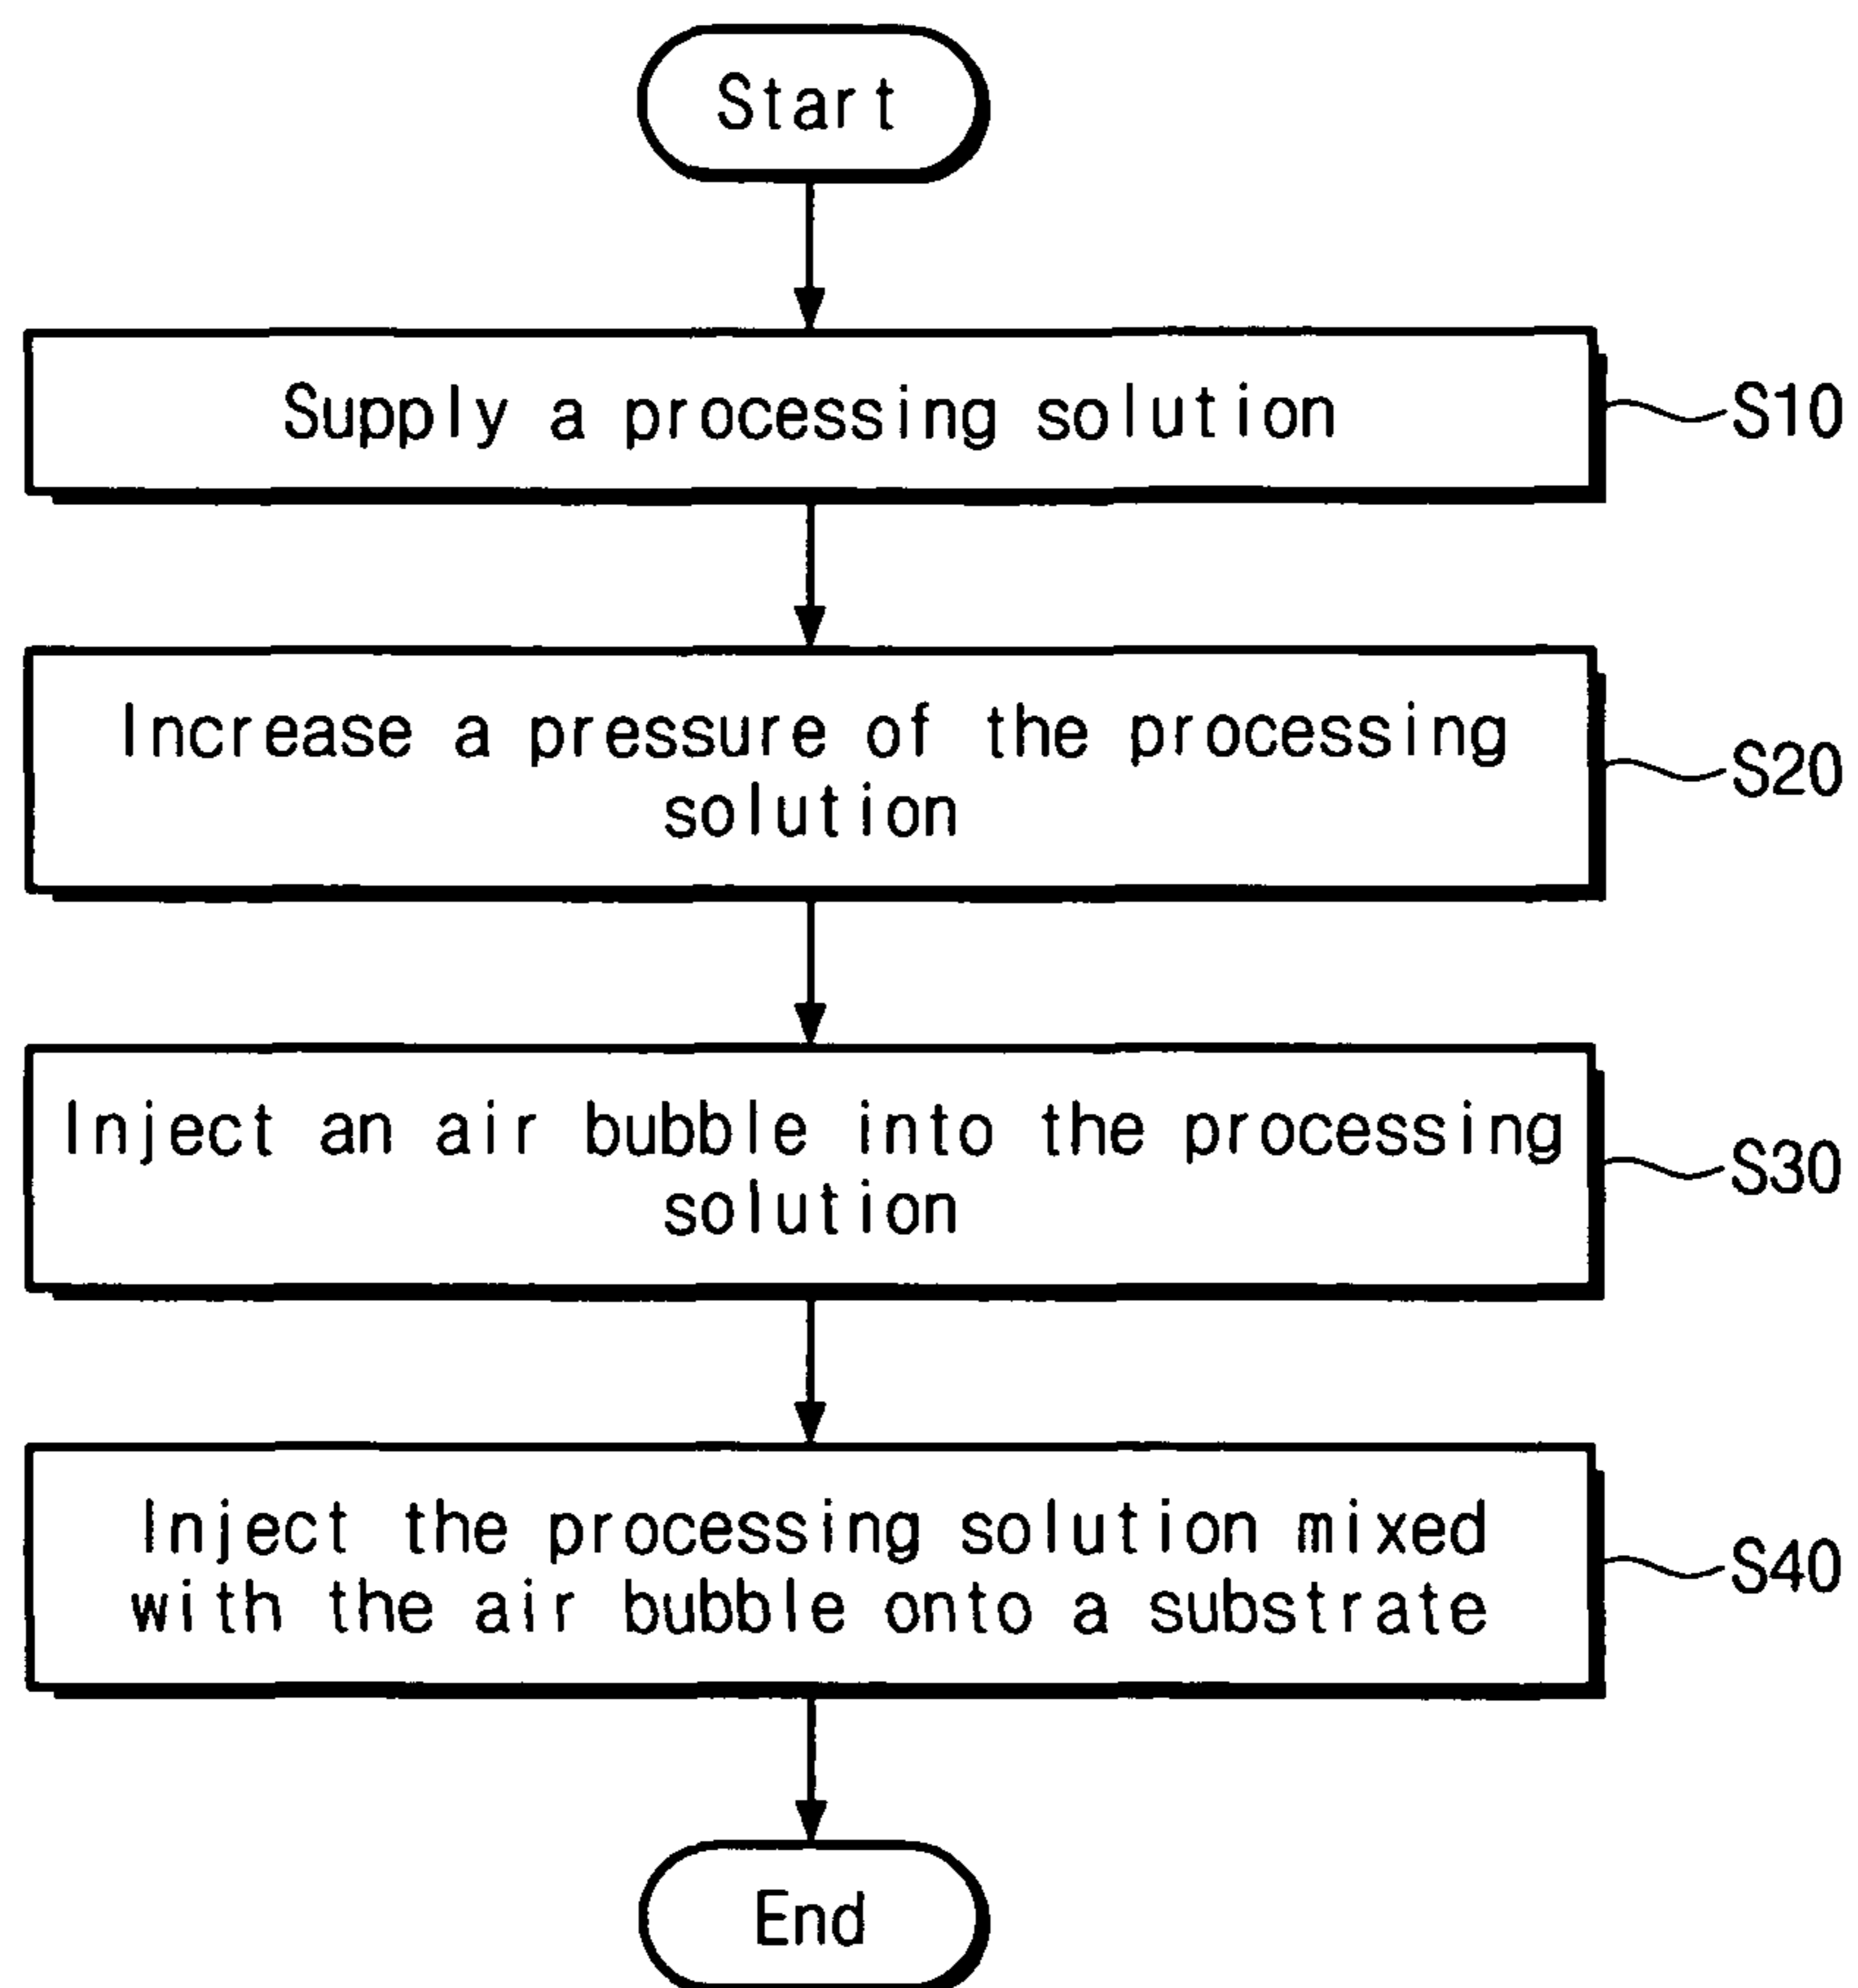 Start
Supply a processing solution
S10
Increase a pressure of the processing
solution
S20
Inject an air bubble into the processing
solution
S30
Inject the processing solution mixed
with the air bubble onto a substrate
S40
End